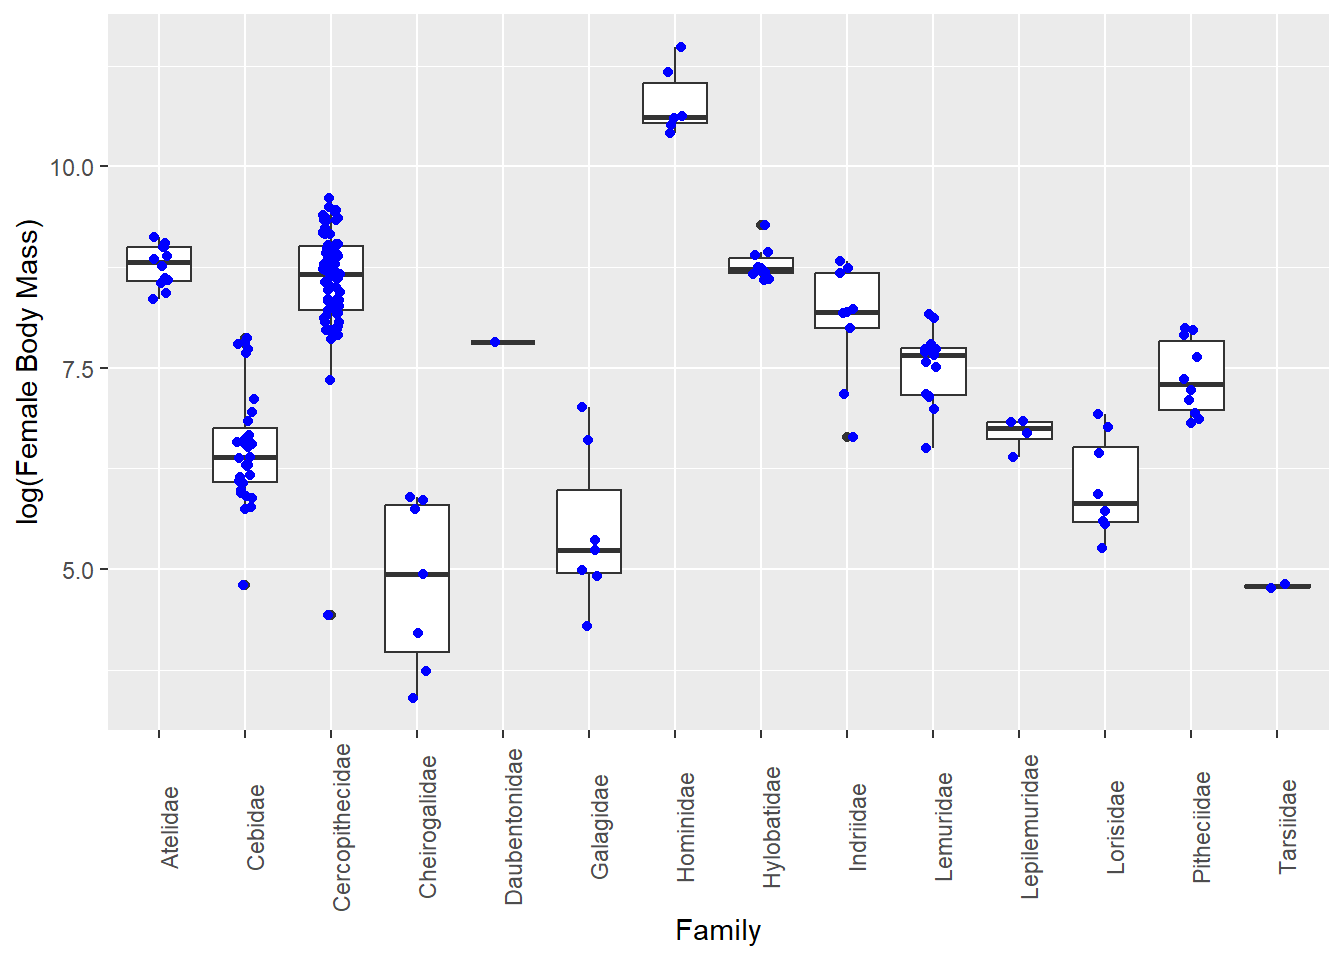 log(Female Body Mass)
10.0
7.5
5.0
Atelidae
Cebidae
Cercopithecidae
Cheirogalidae
Daubentonidae
Galagidae
Hominidae
Hylobatidae
Indriidae
Lemuridae
Lepilemuridae
Lorisidae
Pitheciidae
Tarsiidae
Family